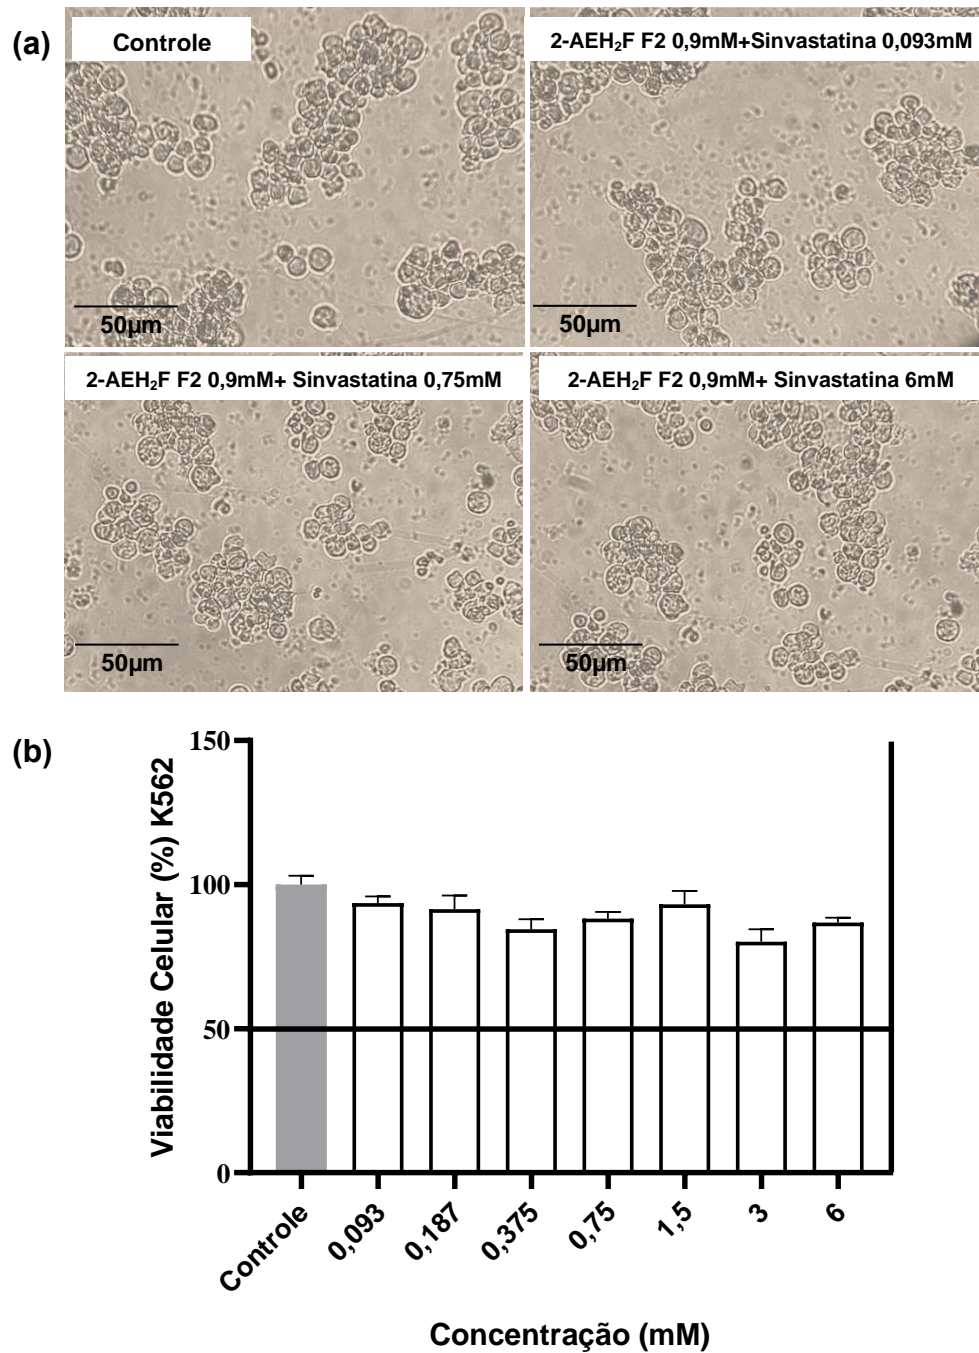 (a)
Controle
2-AEH₂F F2 0,9mM+Sinvastatina 0,093mM
50µm
50µm
2-AEH₂F F2 0,9mM+ Sinvastatina 0,75mM
2-AEH₂F F2 0,9mM+ Sinvastatina 6mM
50µm
50µm
(b)
Viabilidade Celular (%) K562
150
100
50
0
Controle
0,093
0,187
0,375
0,75
1,5
3
6
Concentração (mM)